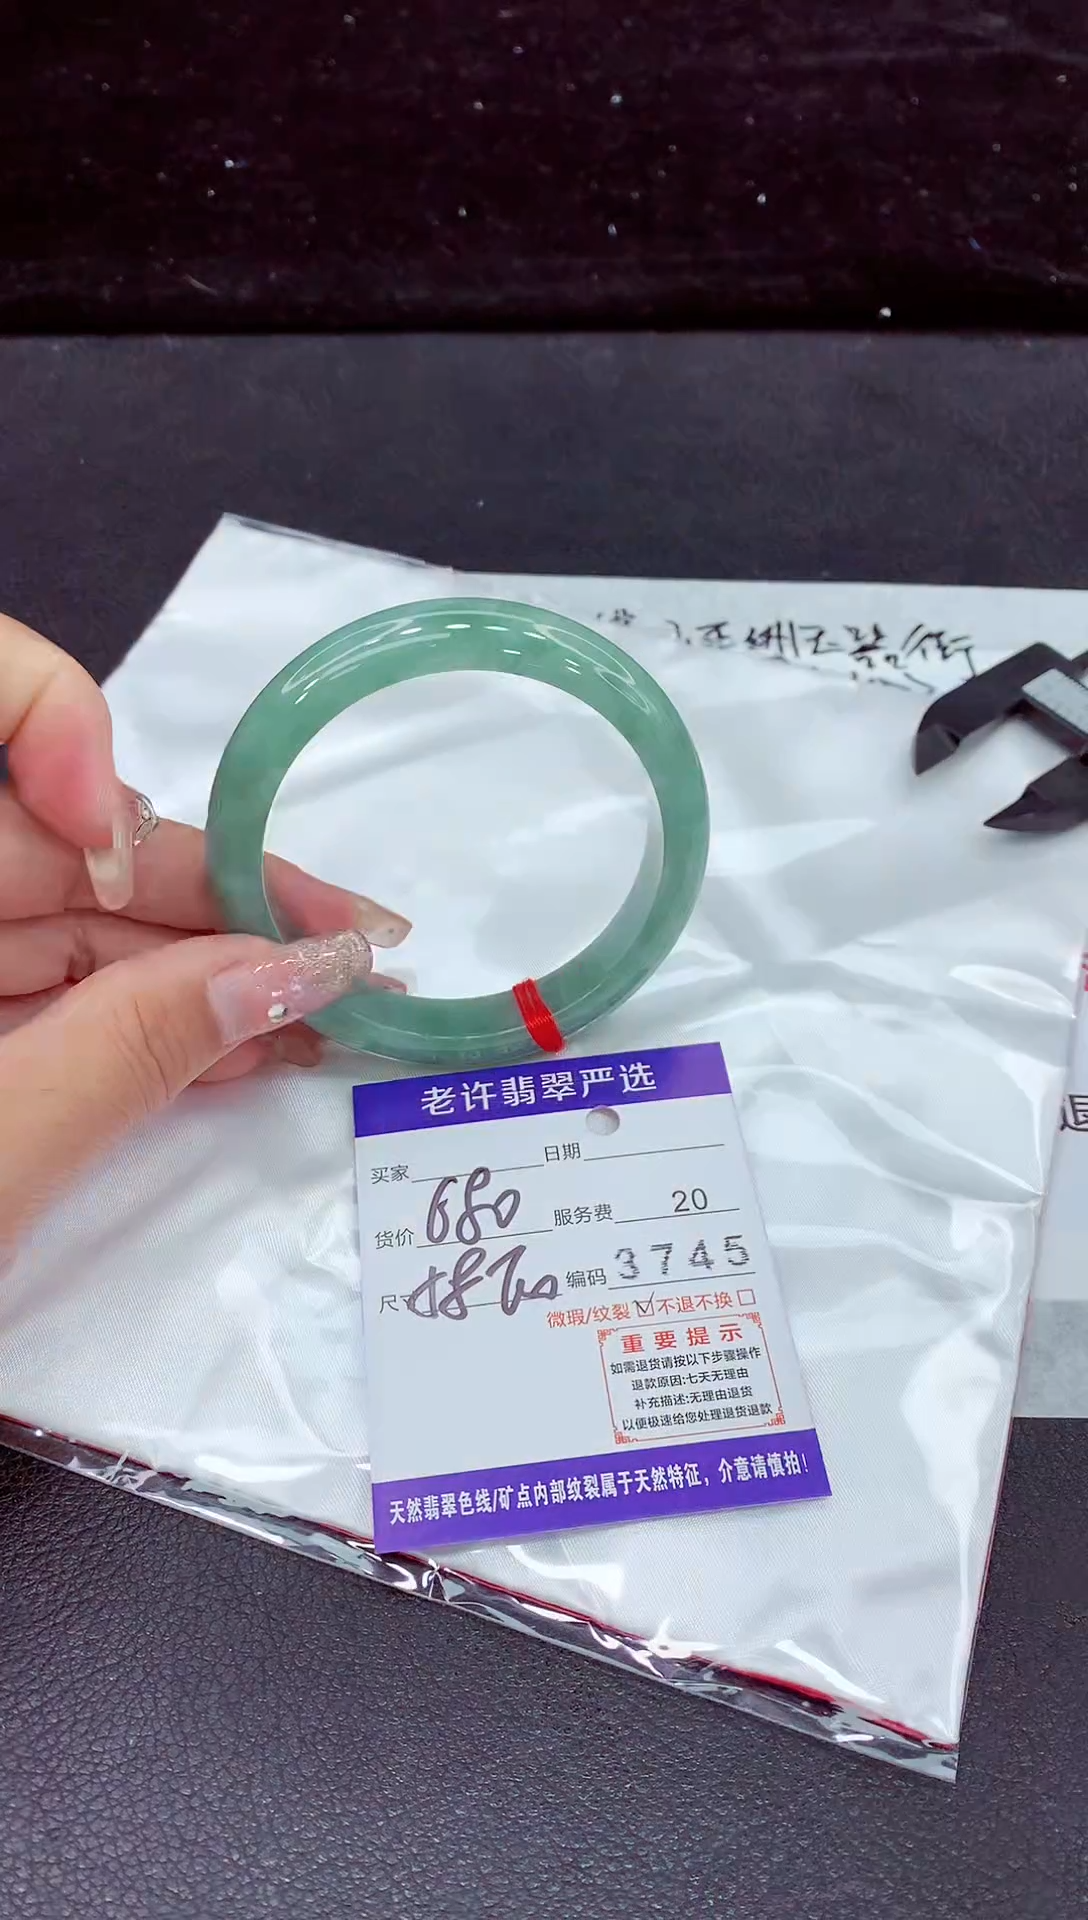 老许翡翠严选
买家 日期
货价 680 服务费 20
尺寸 编码 3745
微瑕/纹裂☑不退不换□
重要提示
如需退货请按以下步骤操作
退款原因:七天无理由
补充描述:无理由退货
以便极速给您处理退货退款
天然翡翠色线/矿点内部纹裂属于天然特征，介意请慎拍!